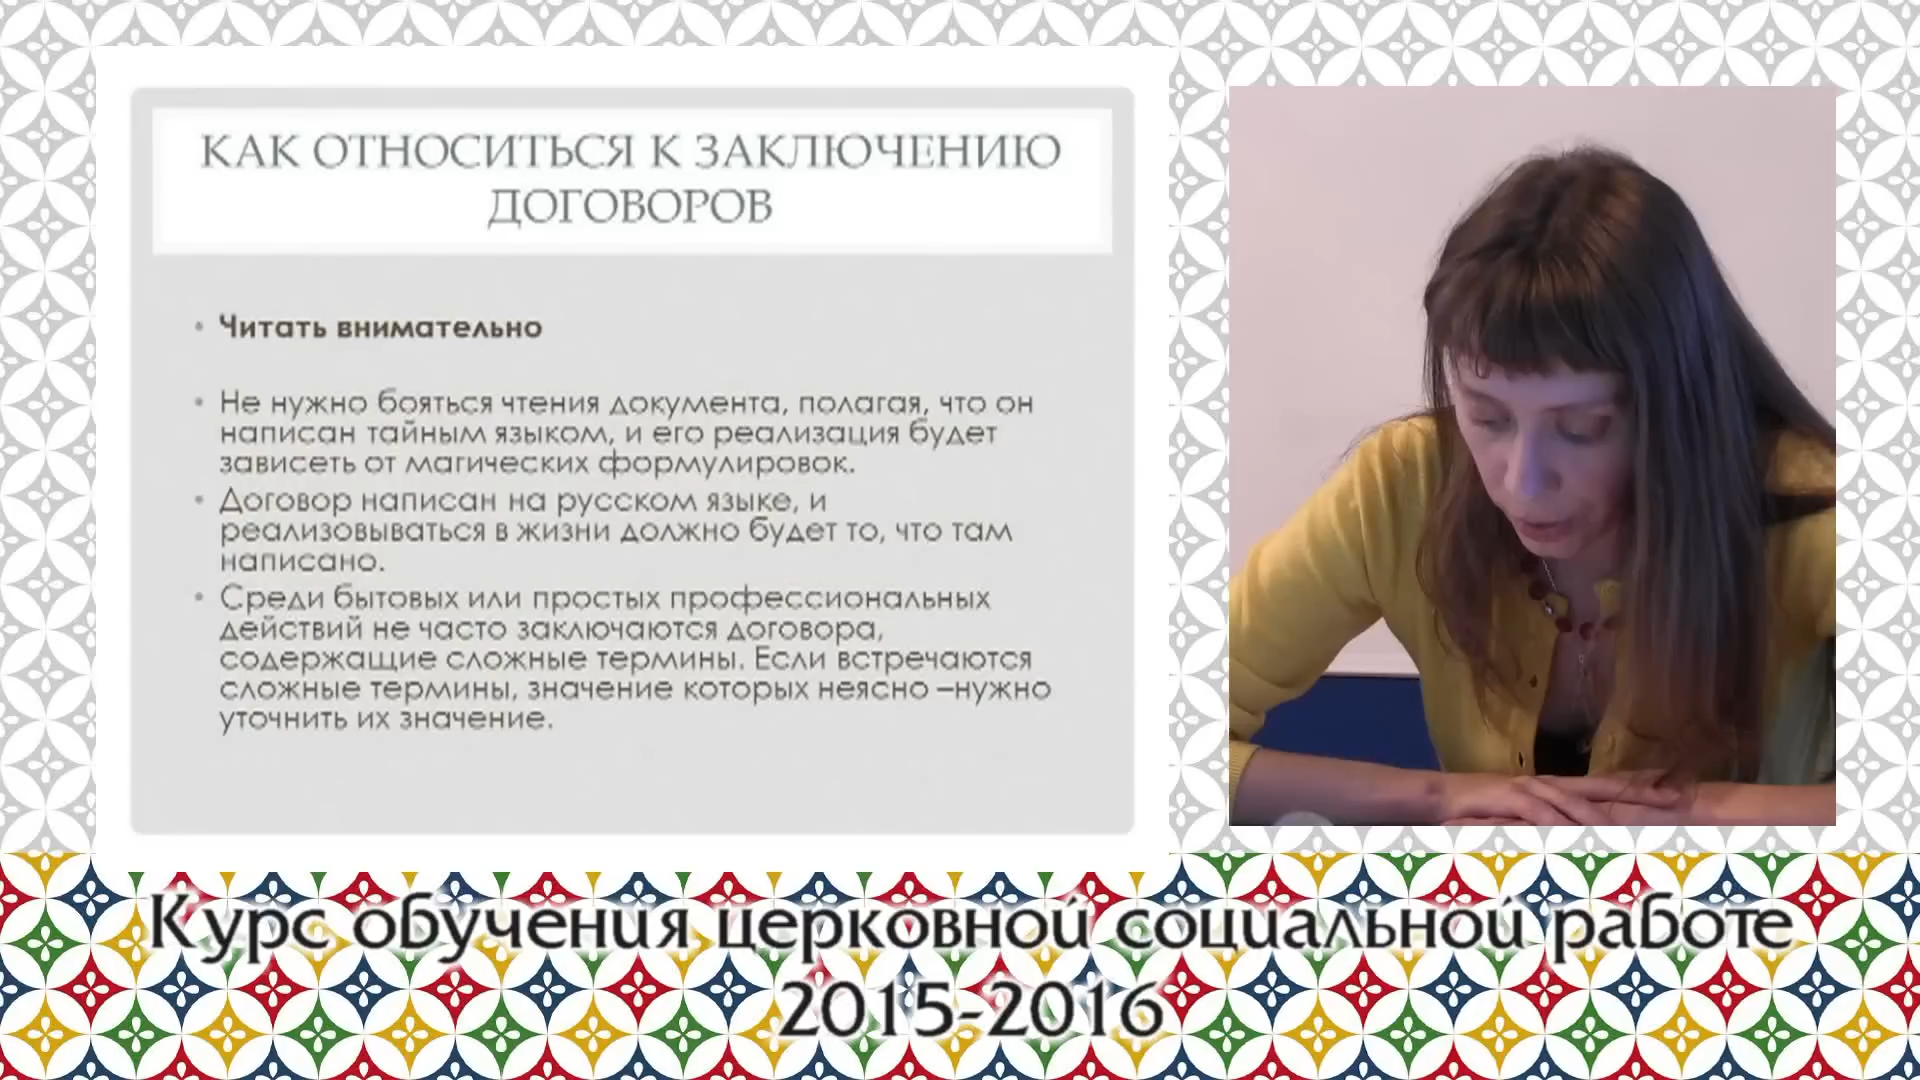 КАК ОТНОСИТЬСЯ К ЗАКЛЮЧЕНИЮ
ДОГОВОРОВ
• Читать внимательно
• Не нужно бояться чтения документа, полагая, что он
написан тайным языком, и его реализация будет
зависеть от магических формулировок.
• Договор написан на русском языке, и
реализовываться в жизни должно будет то, что там
написано.
• Среди бытовых или простых профессиональных
действий не часто заключаются договора,
содержащие сложные термины. Если встречаются
сложные термины, значение которых неясно –нужно
уточнить их значение.
Курс обучения церковной социальной работе
2015-2016